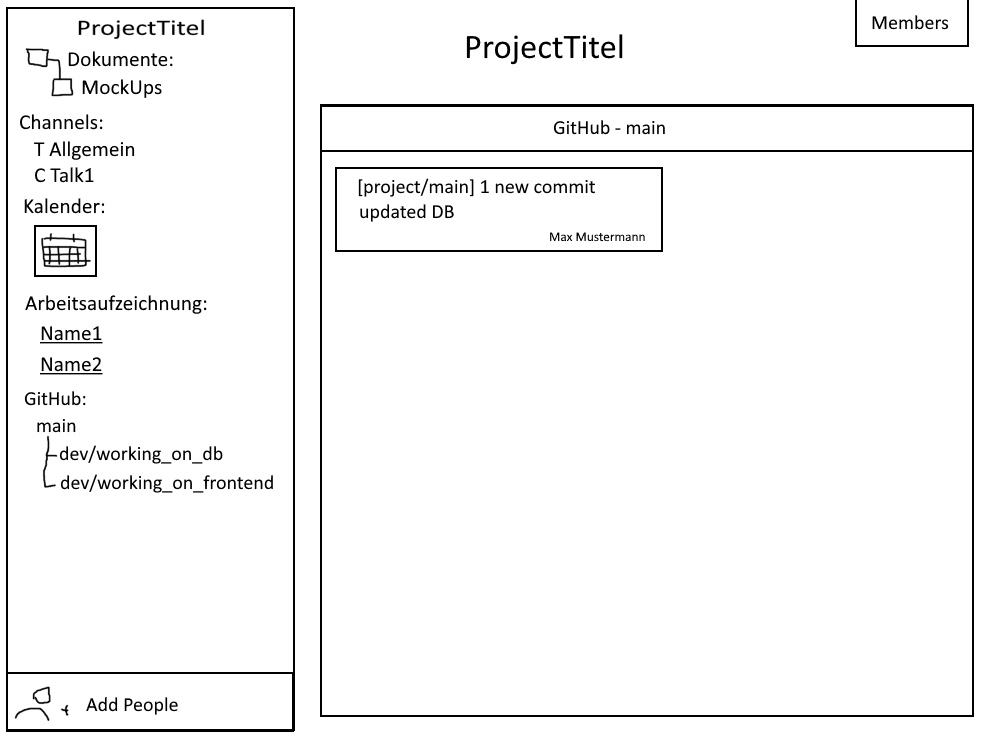 ProjectTitel
Dokumente:
MockUps
Channels:
T Allgemein
C Talk1
Kalender:
Arbeitsaufzeichnung:
Name1
Name2
GitHub:
main
dev/working_on_db
dev/working_on_frontend
Add People
ProjectTitel
Members
GitHub - main
[project/main] 1 new commit
updated DB
Max Mustermann